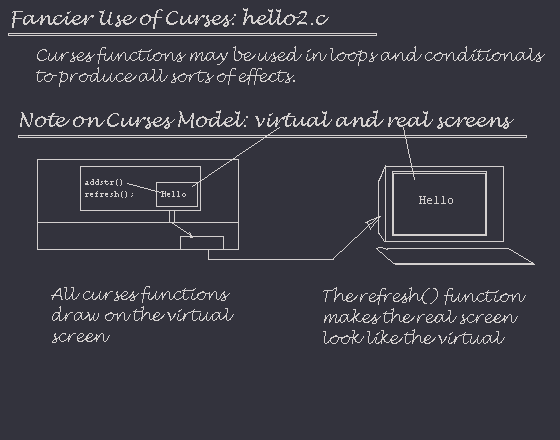 Fancier Use of Curses: hello2.c
Curses functions may be used in loops and conditionals
to produce all sorts of effects.
Note on Curses Model: virtual and real screens
addstr()
refresh();
Hello
Hello
All curses functions
draw on the virtual
screen
The refresh() function
makes the real screen
look like the virtual